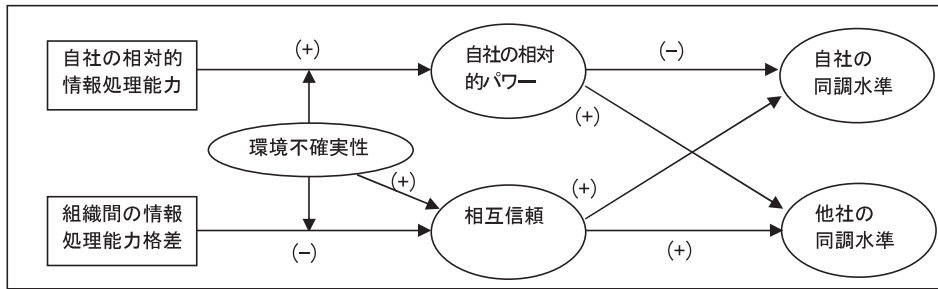 自社の相対的
情報処理能力
(+)
自社の相対
的パワー
(−)
自社の
同調水準
(+)
環境不確実性
(+)
(+)
組織間の情報
処理能力格差
(−)
相互信頼
(+)
他社の
同調水準